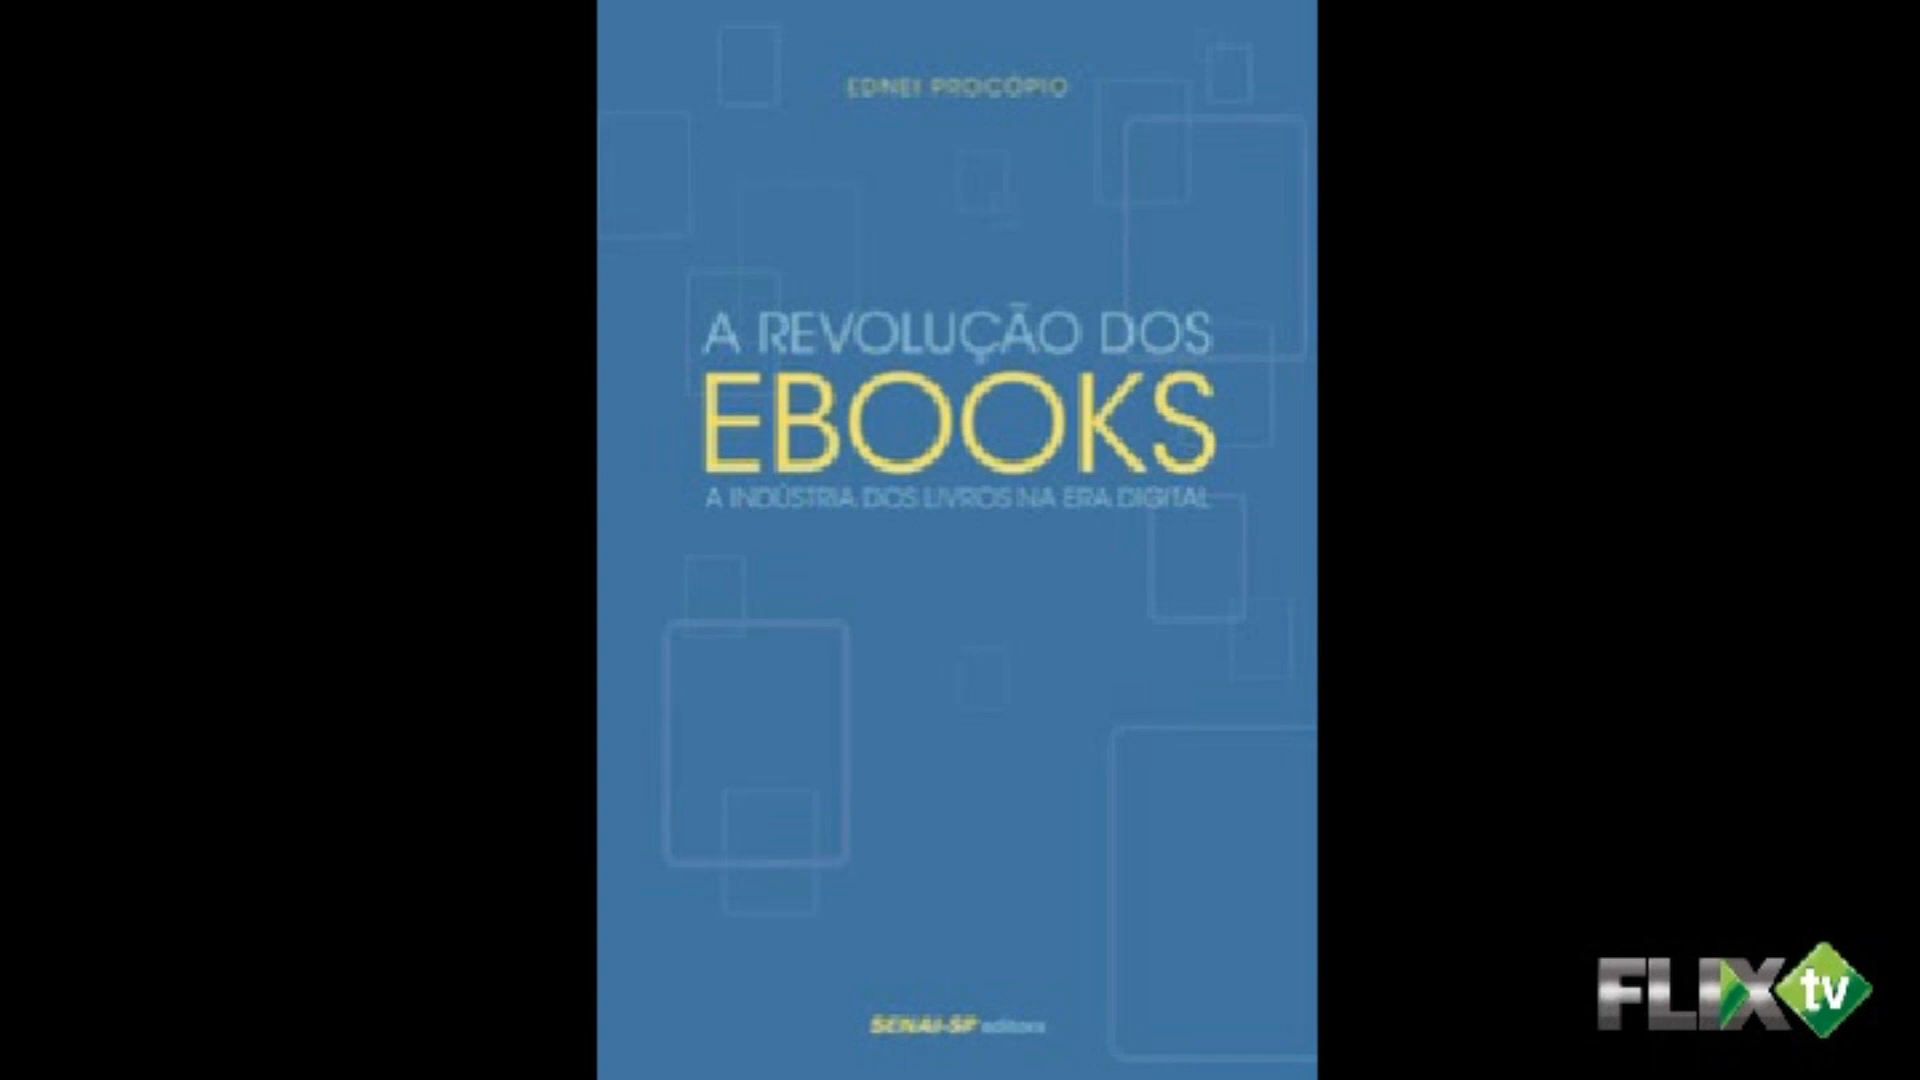 EDNEI PROCÓPIO
A REVOLUÇÃO DOS
EBOOKS
A INDÚSTRIA DOS LIVROS NA ERA DIGITAL
SENAI-SP editora
FLIX tv